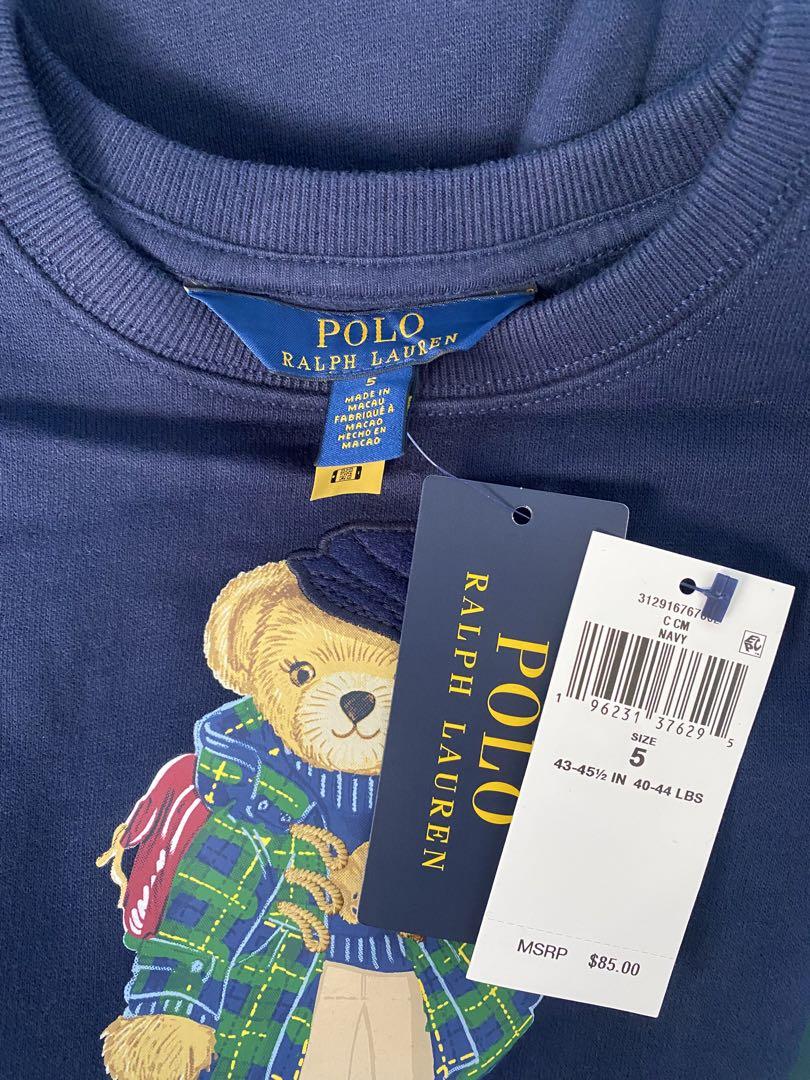 POLO
RALPH LAUREN
5
MADE IN
MACAU
FABRIQUÉ À
MACAO
HECHO EN
MACAO
POLO
RALPH LAUREN
C CM
NAVY
1 96231 37629 5
SIZE
5
43-45½ IN 40-44 LBS
MSRP $85.00